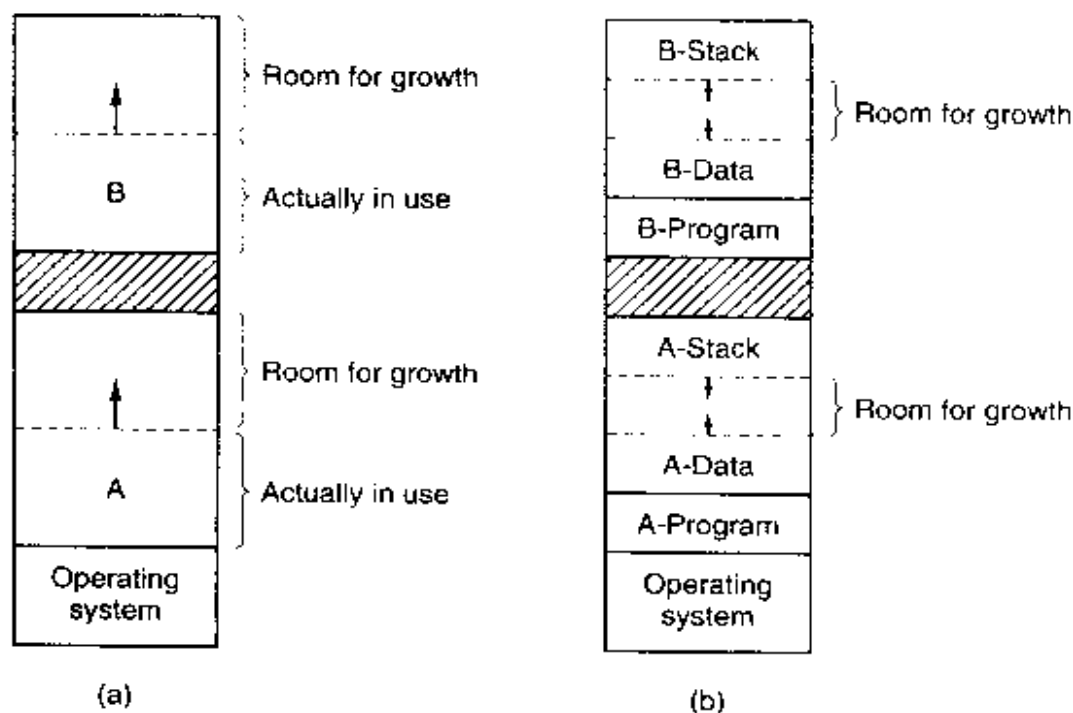 Room for growth
B
Actually in use
Room for growth
A
Actually in use
Operating
system
(a)
B-Stack
Room for growth
B-Data
B-Program
A-Stack
Room for growth
A-Data
A-Program
Operating
system
(b)